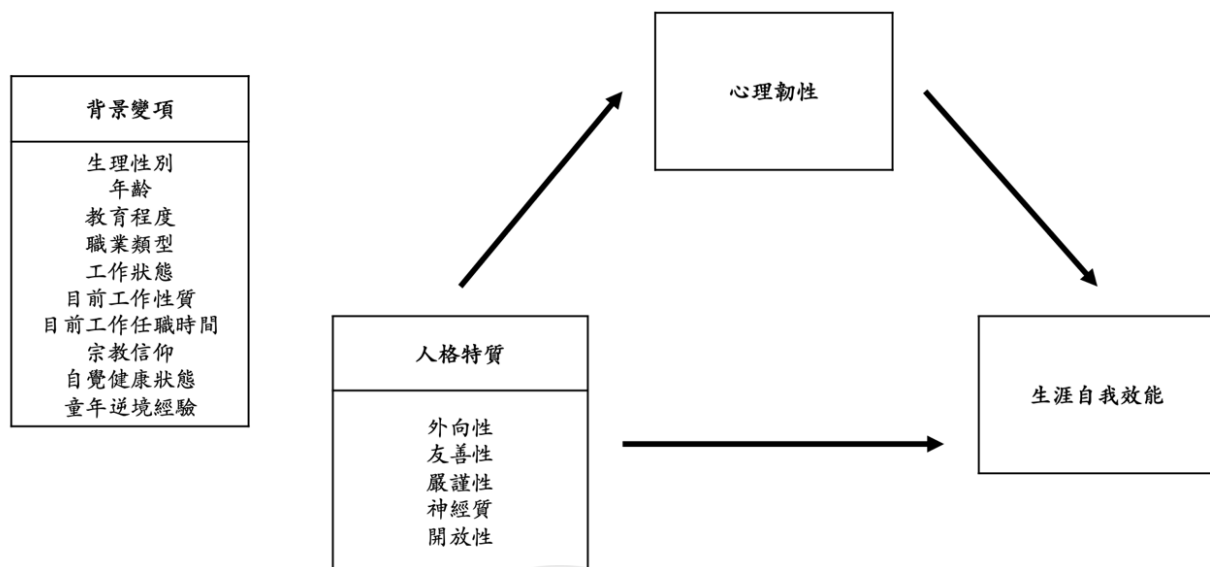 背景變項
生理性別
年齡
教育程度
職業類型
工作狀態
目前工作性質
目前工作任職時間
宗教信仰
自覺健康狀態
童年逆境經驗
心理韌性
人格特質
外向性
友善性
嚴謹性
神經質
開放性
生涯自我效能